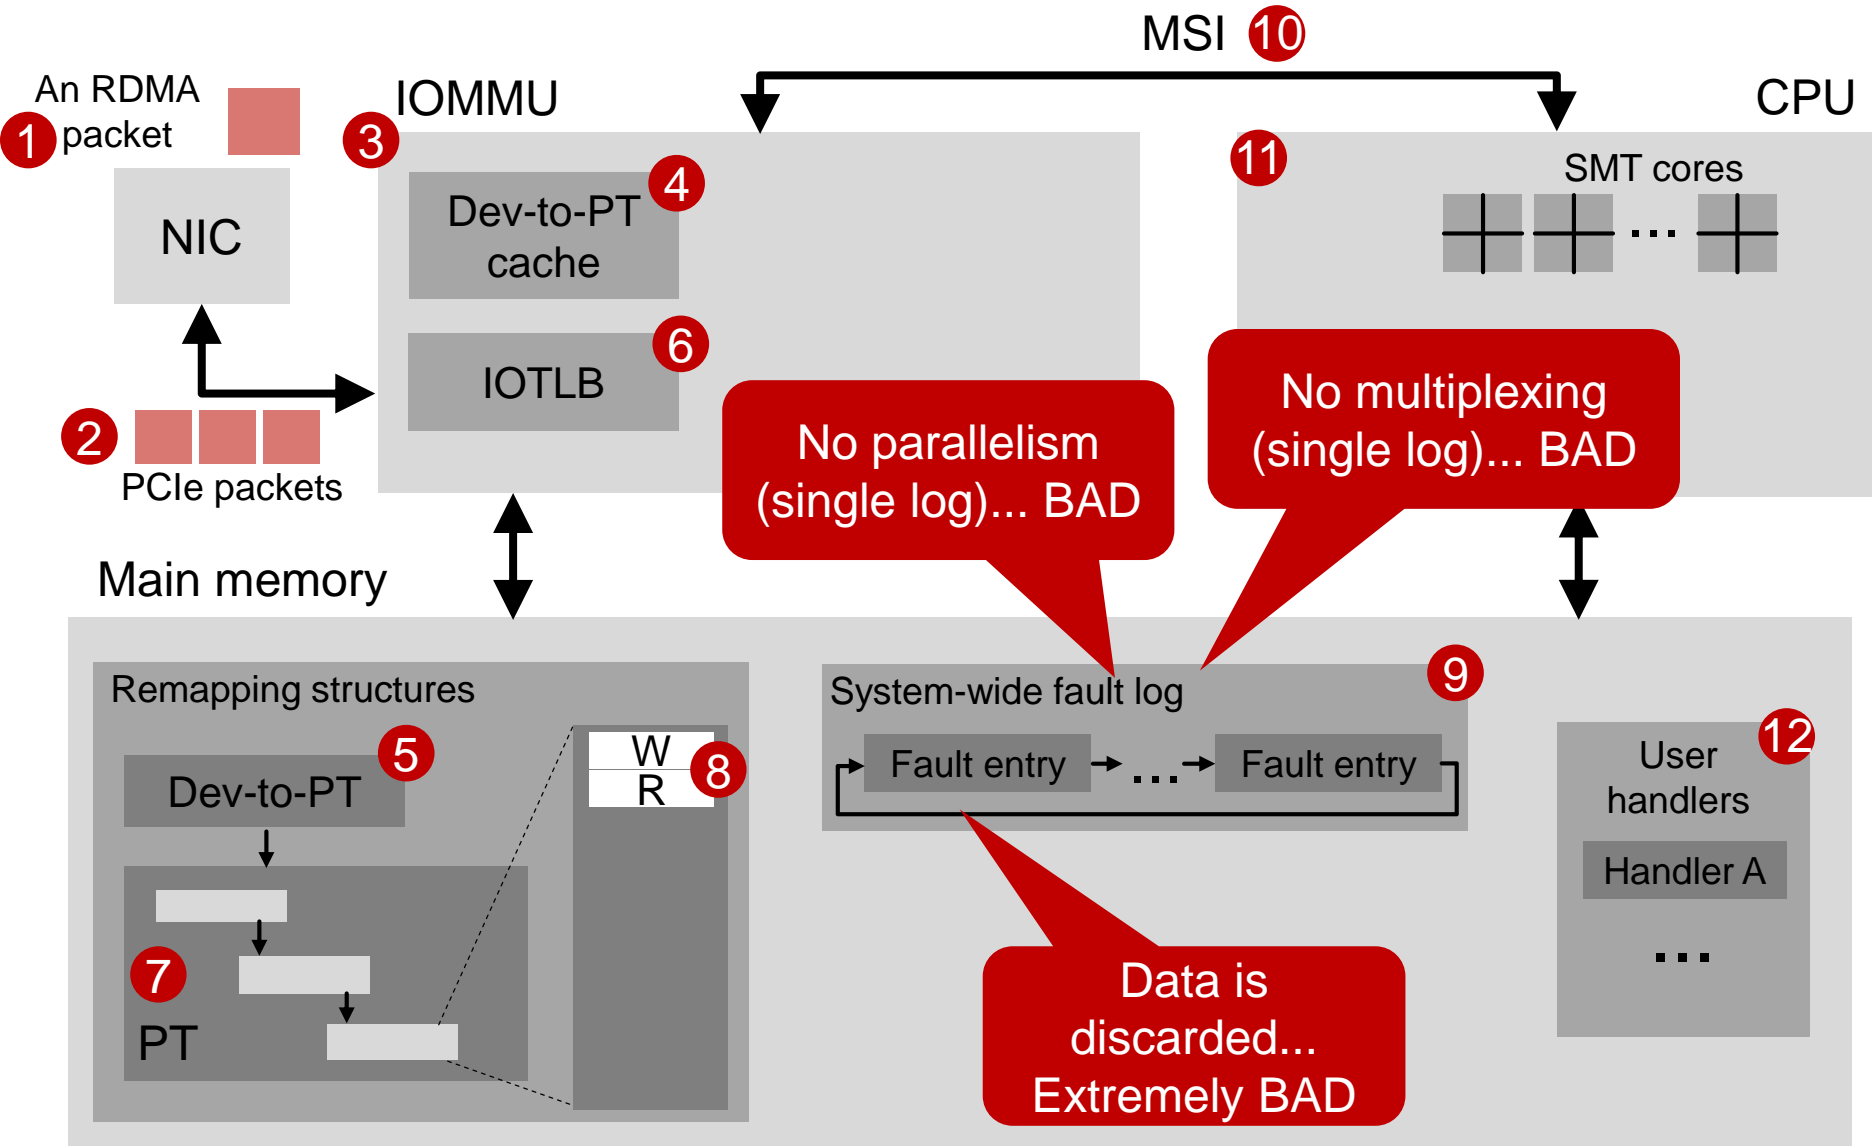 MSI 10
An RDMA
packet
1
IOMMU
CPU
3
4
Dev-to-PT
cache
11
SMT cores
...
NIC
6
IOTLB
2
PCIe packets
No parallelism
(single log)... BAD
No multiplexing
(single log)... BAD
Main memory
Remapping structures
5
Dev-to-PT
W
R
8
7
PT
9
System-wide fault log
Fault entry
...
Fault entry
Data is
discarded...
Extremely BAD
12
User
handlers
Handler A
...